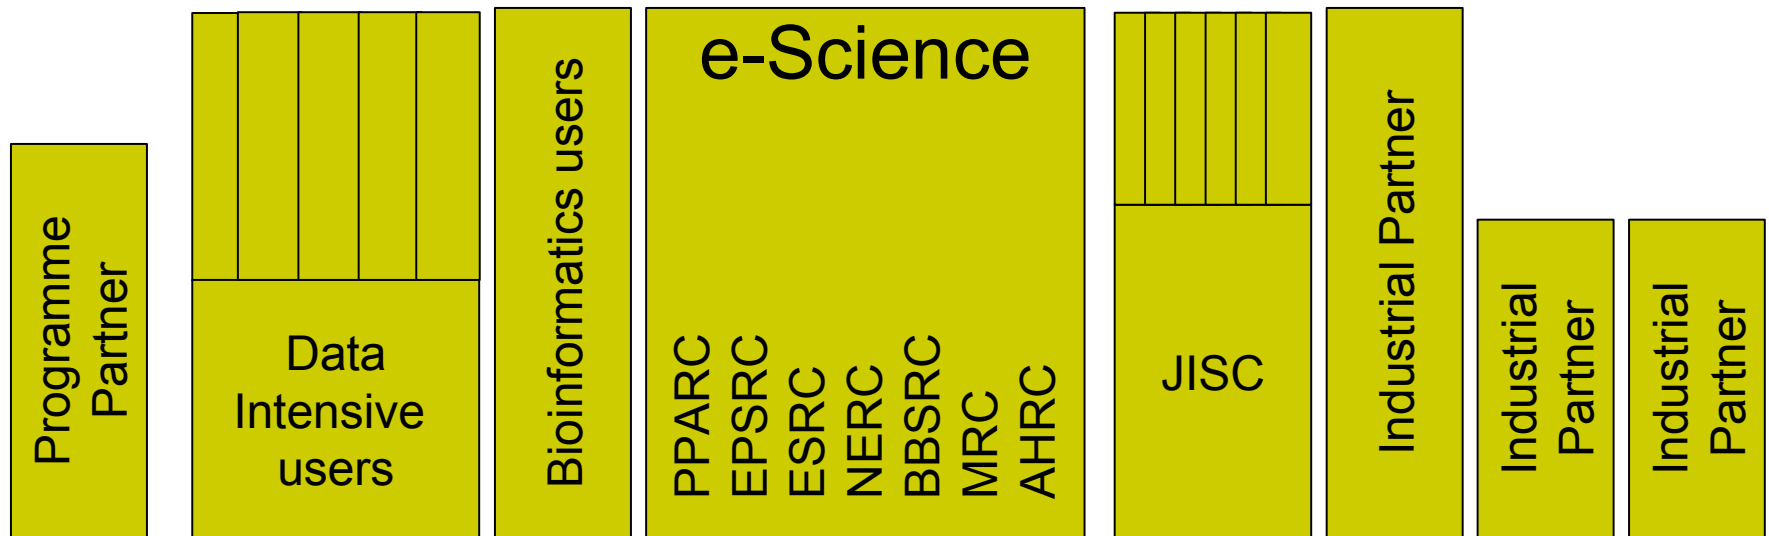 Programme
Partner
Data
Intensive
users
Bioinformatics users
e-Science
PPARC
EPSRC
ESRC
NERC
BBSRC
MRC
AHRC
JISC
Industrial Partner
Industrial
Partner
Industrial
Partner